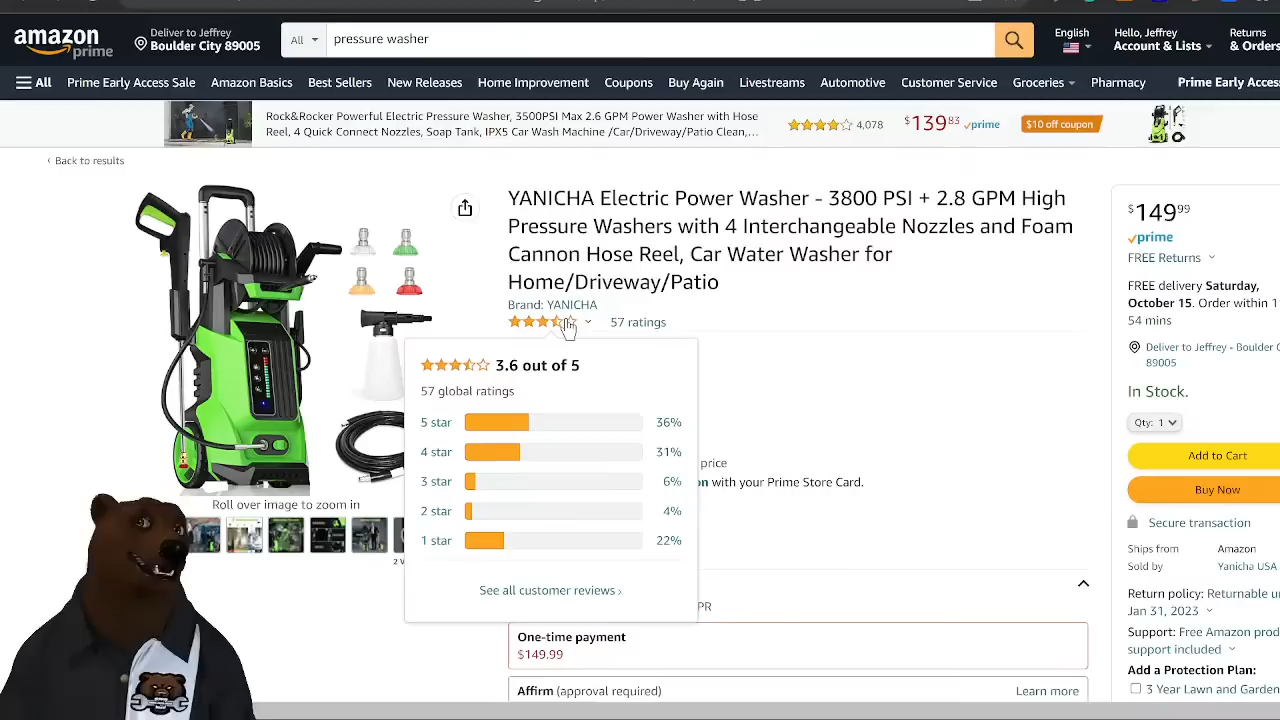 amazon
prime
Deliver to Jeffrey
Boulder City 89005
All
pressure washer
English
Hello, Jeffrey
Account & Lists
Returns
& Orders
All
Prime Early Access Sale
Amazon Basics
Best Sellers
New Releases
Home Improvement
Coupons
Buy Again
Livestreams
Automotive
Customer Service
Groceries
Pharmacy
Prime Early Acces
Rock&Rocker Powerful Electric Pressure Washer, 3500PSI Max 2.6 GPM Power Washer with Hose
Reel, 4 Quick Connect Nozzles, Soap Tank, IPX5 Car Wash Machine /Car/Driveway/Patio Clean,...
4,078
$139 83
prime
$10 off coupon
‹ Back to results
YANICHA Electric Power Washer - 3800 PSI + 2.8 GPM High
Pressure Washers with 4 Interchangeable Nozzles and Foam
Cannon Hose Reel, Car Water Washer for
Home/Driveway/Patio
Brand: YANICHA
57 ratings
3.6 out of 5
57 global ratings
5 star 36%
4 star 31%
3 star 6%
2 star 4%
1 star 22%
See all customer reviews ›
price
with your Prime Store Card.
PR
One-time payment
$149.99
Affirm (approval required)
Learn more
Roll over image to zoom in
$149 99
prime
FREE Returns
FREE delivery Saturday,
October 15. Order within 1
54 mins
Deliver to Jeffrey - Boulder
89005
In Stock.
Qty: 1
Add to Cart
Buy Now
Secure transaction
Ships from Amazon
Sold by Yanicha USA
Return policy: Returnable
Jan 31, 2023
Support: Free Amazon prod
support included
Add a Protection Plan:
3 Year Lawn and Garden